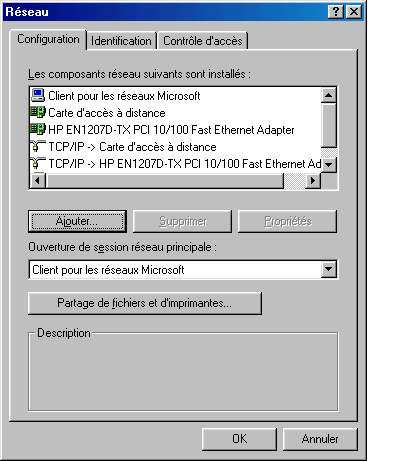 Réseau
Configuration
Identification
Contrôle d'accès
Les composants réseau suivants sont installés :
Client pour les réseaux Microsoft
Carte d'accès à distance
HP EN1207D-TX PCI 10/100 Fast Ethernet Adapter
TCP/IP -> Carte d'accès à distance
TCP/IP -> HP EN1207D-TX PCI 10/100 Fast Ethernet Ad
Ajouter...
Supprimer
Propriétés
Ouverture de session réseau principale :
Client pour les réseaux Microsoft
Partage de fichiers et d'imprimantes...
Description
OK
Annuler